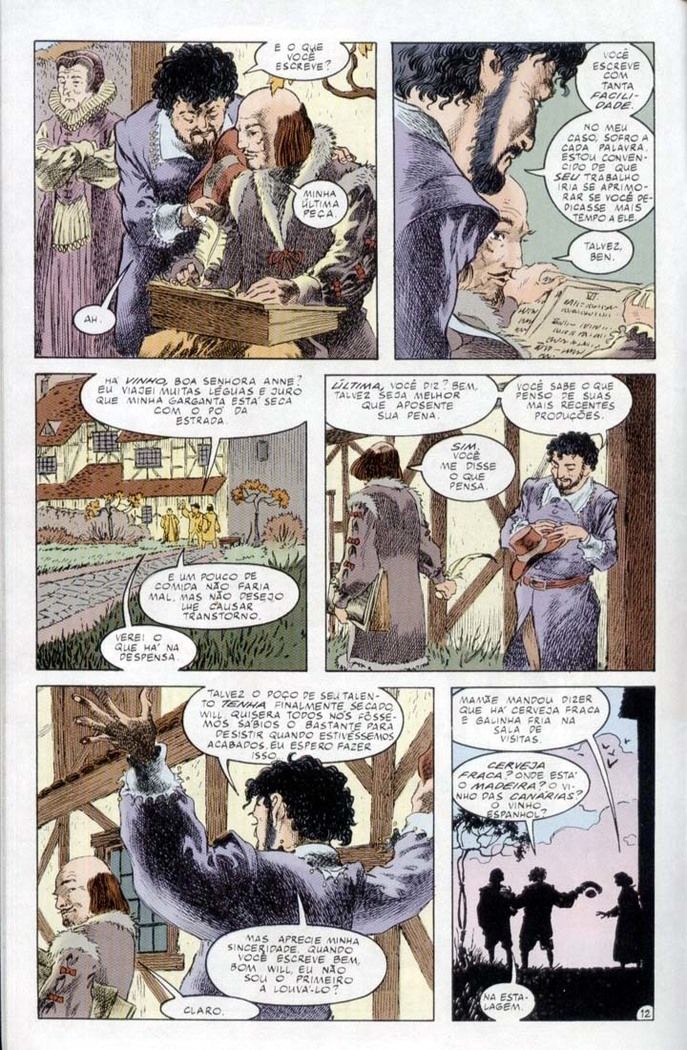 E O QUE
VOCÊ
ESCREVE?
MINHA
ÚLTIMA
PEÇA.
AH.
VOCÊ
ESCREVE
COM
TANTA
FACILI-
DADE.
NO MEU
CASO, SOFRO A
CADA PALAVRA.
ESTOU CONVEN-
CIDO DE QUE
SEU TRABALHO
IRIA SE APRIMO-
RAR SE VOCÊ DE-
DICASSE MAIS
TEMPO A ELE.
TALVEZ,
BEN.
HÁ VINHO, BOA SENHORA ANNE?
EU VIAJEI MUITAS LÉGUAS E JURO
QUE MINHA GARGANTA ESTÁ SECA
COM O PÓ DA
ESTRADA.
E UM POUCO DE
COMIDA NÃO FARIA
MAL, MAS NÃO DESEJO
LHE CAUSAR
TRANSTORNO.
VEREI O
QUE HÁ NA
DESPENSA.
ÚLTIMA, VOCÊ DIZ? BEM,
TALVEZ SEJA MELHOR
QUE APOSENTE
SUA PENA.
VOCÊ SABE O QUE
PENSO DE SUAS
MAIS RECENTES
PRODUÇÕES.
SIM.
VOCÊ
ME DISSE
O QUE
PENSA.
TALVEZ O POÇO DE SEU TALEN-
TO TENHA FINALMENTE SECADO,
WILL. QUISERA TODOS NÓS FÔSSE-
MOS SÁBIOS O BASTANTE PARA
DESISTIR QUANDO ESTIVÉSSEMOS
ACABADOS. EU ESPERO FAZER
ISSO.
MAS APRECIE MINHA
SINCERIDADE. QUANDO
VOCÊ ESCREVE BEM,
BOM WILL, EU NÃO
SOU O PRIMEIRO
A LOUVÁ-LO?
CLARO.
MAMÃE MANDOU DIZER
QUE HÁ CERVEJA FRACA
E GALINHA FRIA NA
SALA DE
VISITAS.
CERVEJA
FRACA? ONDE ESTÁ
O MADEIRA? O VI-
NHO DAS CANÁRIAS?
O VINHO
ESPANHOL?
NA ESTA-
LAGEM.
12